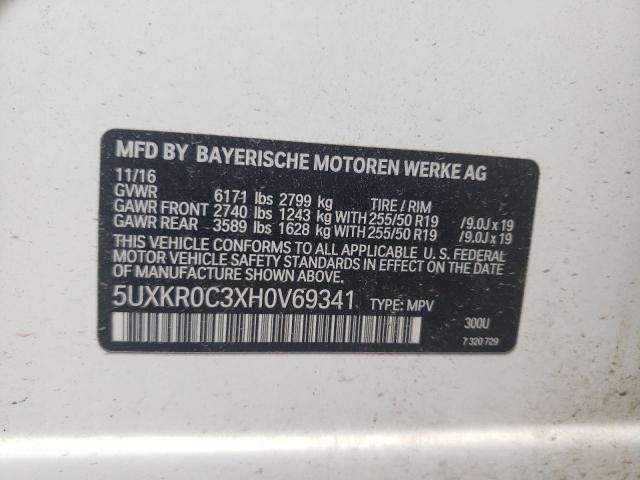 MFD BY BAYERISCHE MOTOREN WERKE AG
11/16
GVWR 6171 lbs 2799 kg TIRE / RIM
GAWR FRONT 2740 lbs 1243 kg WITH 255/50 R19 /9.0J x 19
GAWR REAR 3589 lbs 1628 kg WITH 255/50 R19 /9.0J x 19
THIS VEHICLE CONFORMS TO ALL APPLICABLE U. S. FEDERAL
MOTOR VEHICLE SAFETY STANDARDS IN EFFECT ON THE DATE
OF MANUFACTURE SHOWN ABOVE.
5UXKR0C3XH0V69341 TYPE: MPV
300U
7 320 729